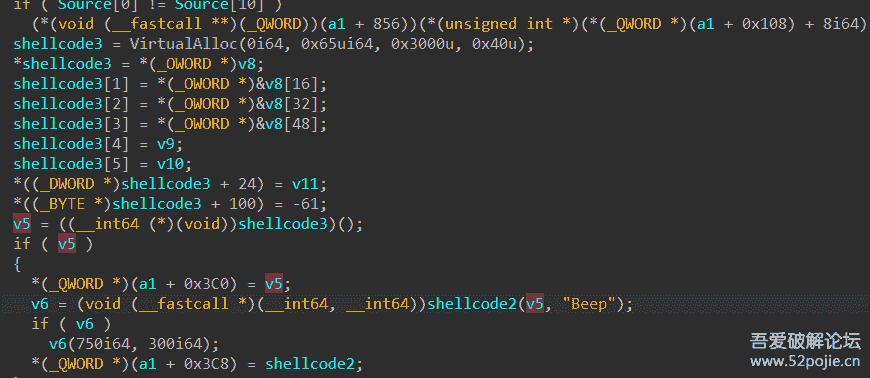 if ( Source[0] != Source[10] )
(*(void (__fastcall **)(_QWORD))(a1 + 856))(*(unsigned int *)(*(_QWORD *)(a1 + 0x108) + 8i64)
shellcode3 = VirtualAlloc(0i64, 0x65ui64, 0x3000u, 0x40u);
*shellcode3 = *(_OWORD *)v8;
shellcode3[1] = *(_OWORD *)&v8[16];
shellcode3[2] = *(_OWORD *)&v8[32];
shellcode3[3] = *(_OWORD *)&v8[48];
shellcode3[4] = v9;
shellcode3[5] = v10;
*((_DWORD *)shellcode3 + 24) = v11;
*((_BYTE *)shellcode3 + 100) = -61;
v5 = ((__int64 (*)(void))shellcode3)();
if ( v5 )
{
*(_QWORD *)(a1 + 0x3C0) = v5;
v6 = (void (__fastcall *)(__int64, __int64))shellcode2(v5, "Beep");
if ( v6 )
v6(750i64, 300i64);
*(_QWORD *)(a1 + 0x3C8) = shellcode2;
吾爱破解论坛
www.52pojie.cn